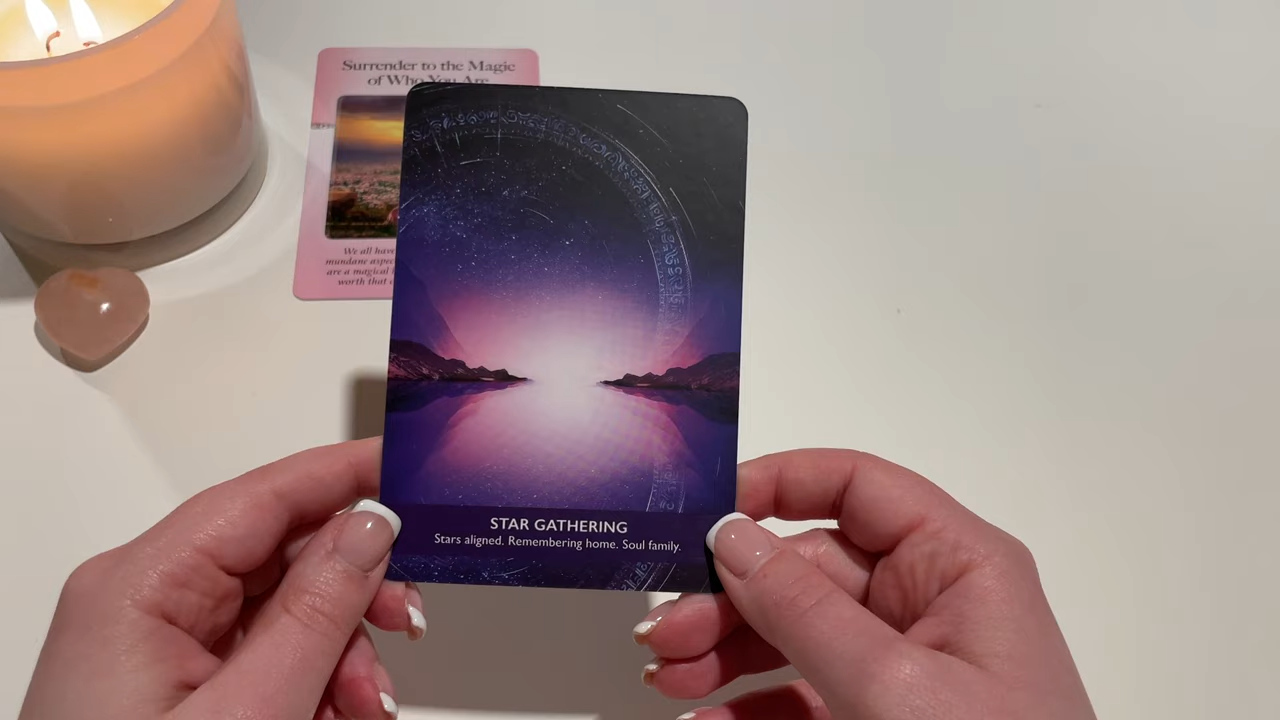 Surrender to the Magic
of Who You Are
We all have
mundane aspec
are a magical
worth that
STAR GATHERING
Stars aligned. Remembering home. Soul family.